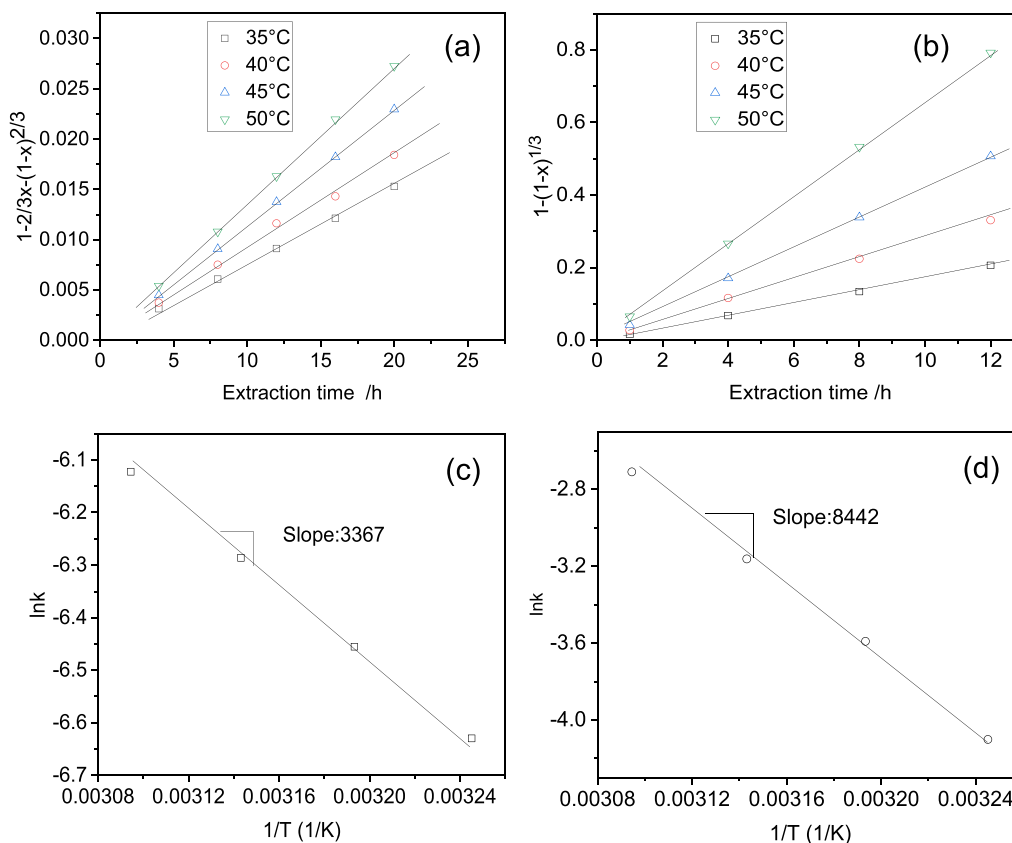 (a)
35°C
40°C
45°C
50°C
0.030
0.025
0.020
0.015
0.010
0.005
0.000
1-2/3x-(1-x)^2/3
0 5 10 15 20 25
Extraction time /h
(b)
35°C
40°C
45°C
50°C
0.8
0.6
0.4
0.2
0.0
1-(1-x)^1/3
0 2 4 6 8 10 12
Extraction time /h
(c)
Slope:3367
-6.1
-6.2
-6.3
-6.4
-6.5
-6.6
-6.7
lnk
0.00308 0.00312 0.00316 0.00320 0.00324
1/T (1/K)
(d)
Slope:8442
-2.8
-3.2
-3.6
-4.0
lnk
0.00308 0.00312 0.00316 0.00320 0.00324
1/T (1/K)